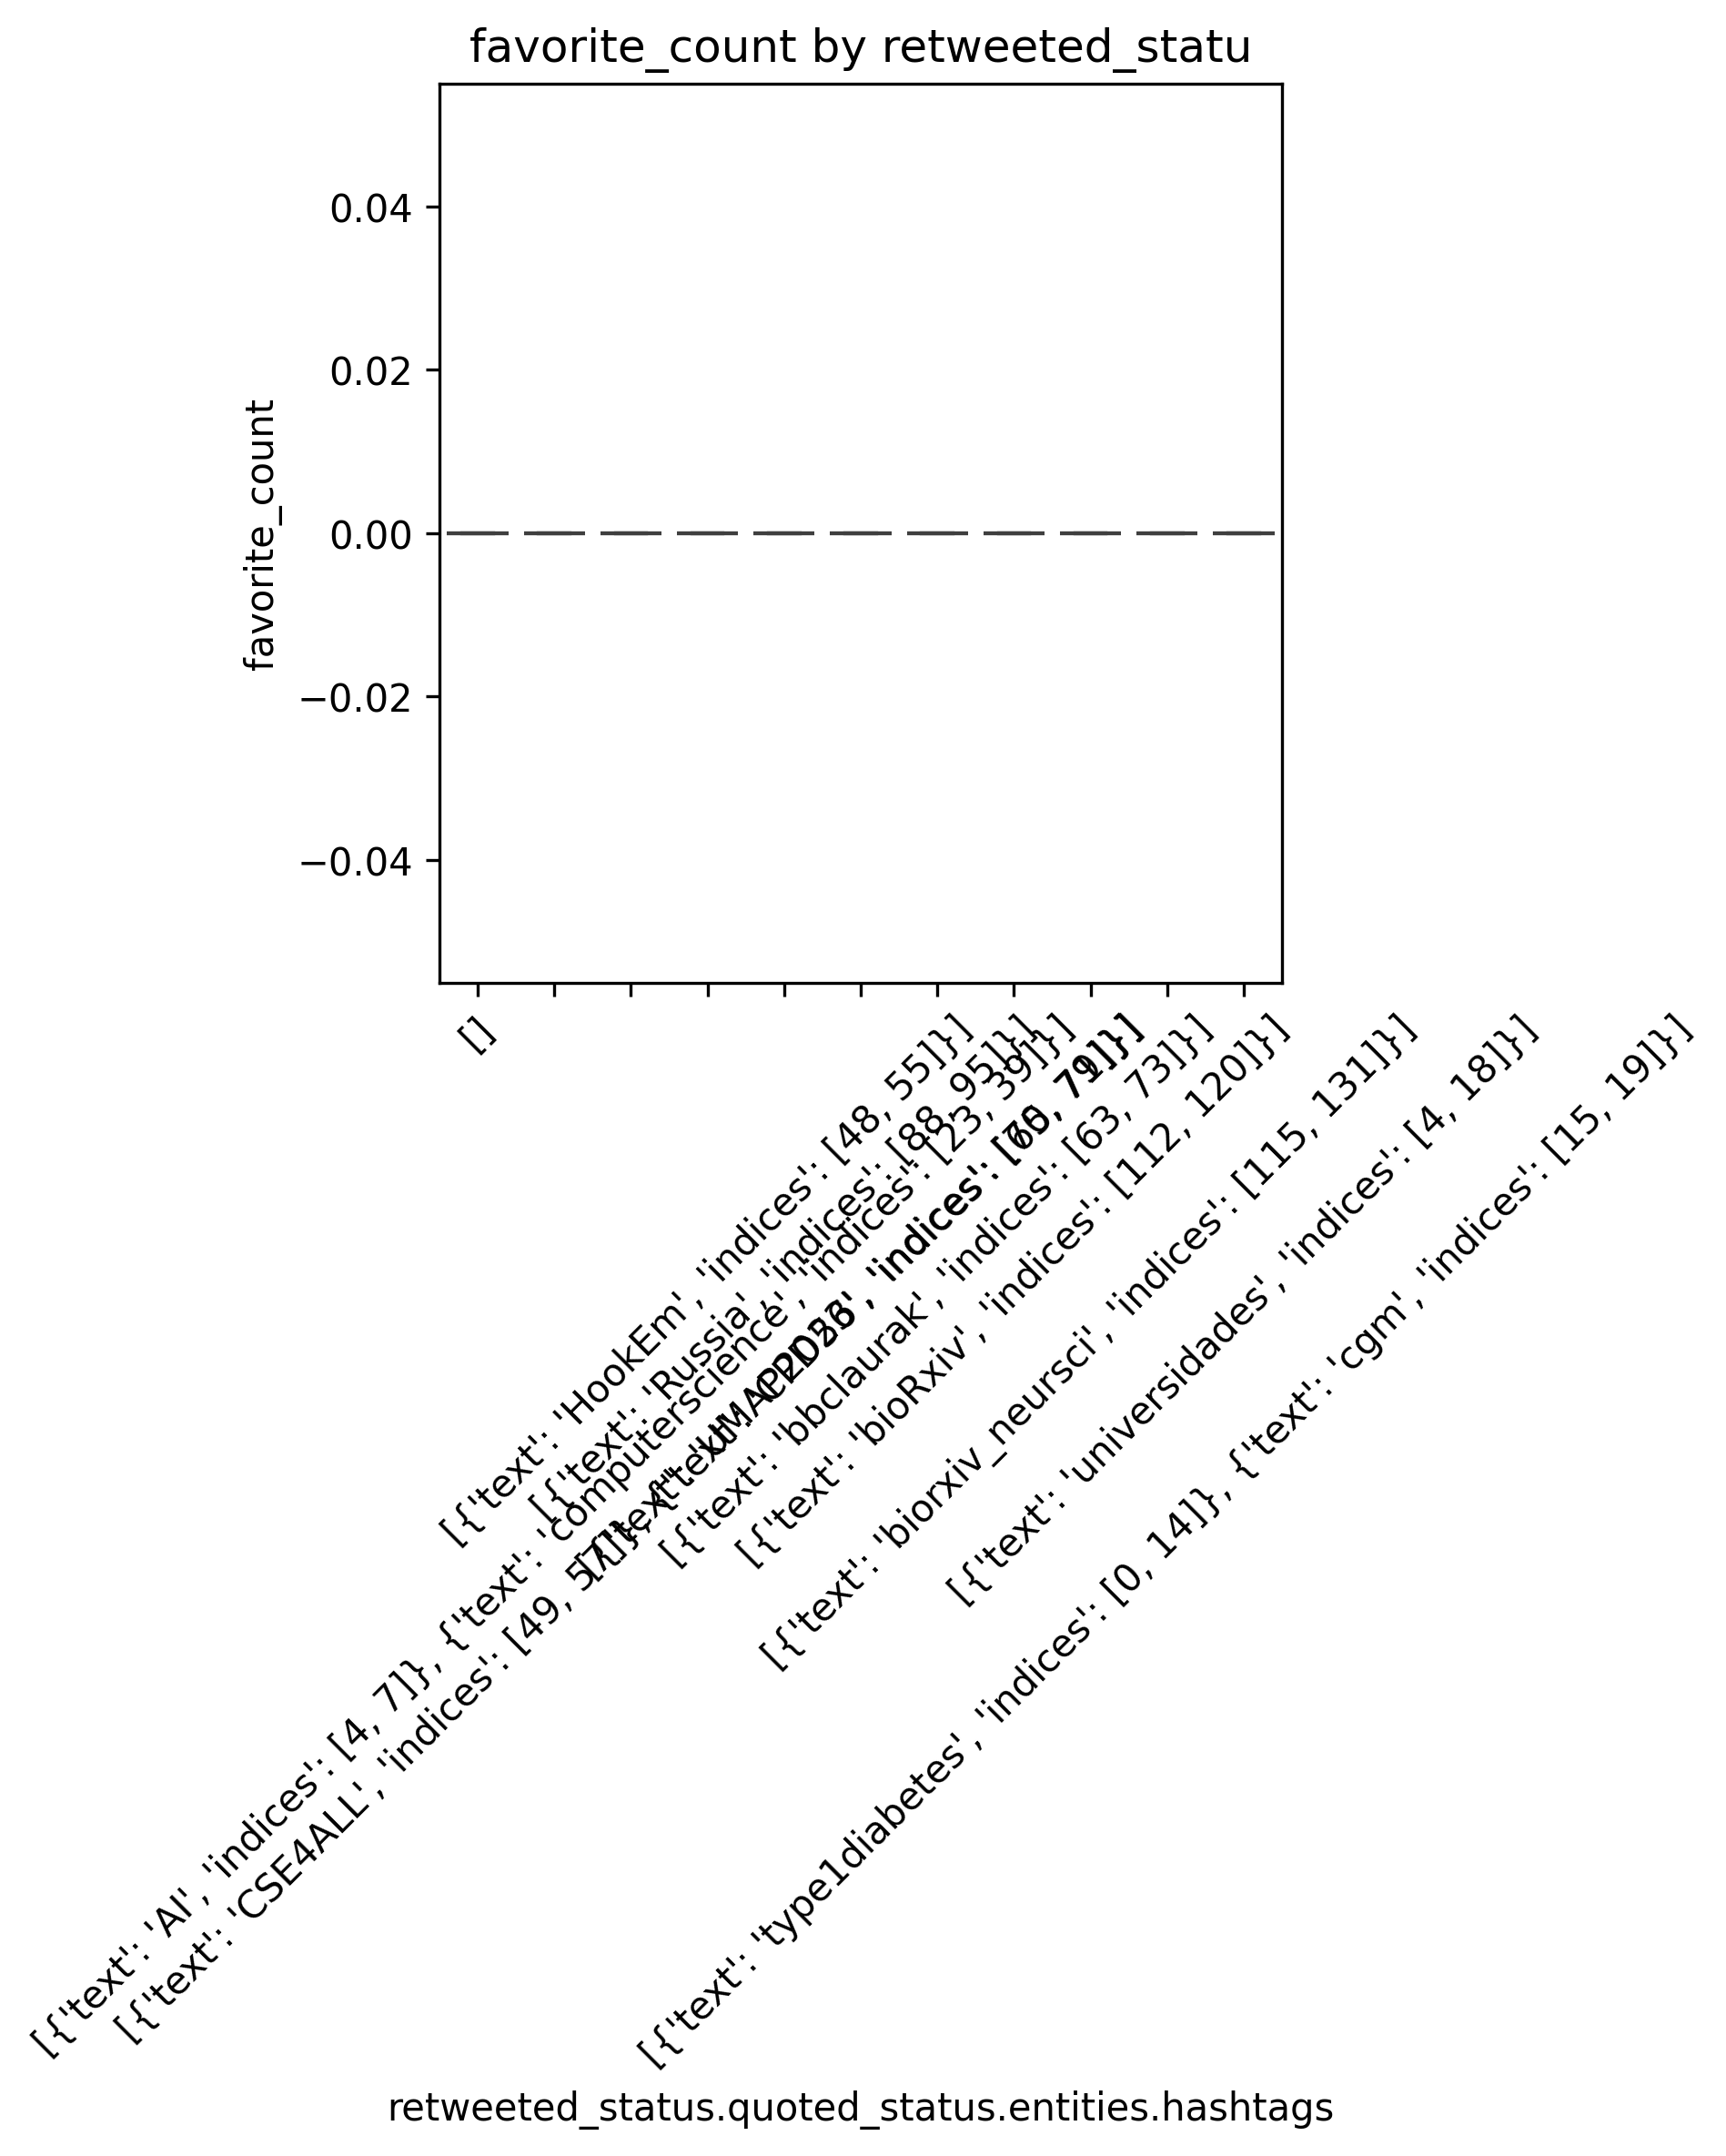 favorite_count by retweeted_statu
favorite_count
0.04
0.02
0.00
−0.02
−0.04
[]
[{'text': 'HookEm', 'indices': [48, 55]}]
[{'text': 'Russia', 'indices': [88, 95]}]
[{'text': 'AI', 'indices': [4, 7]}, {'text': 'computerscience', 'indices': [23, 39]}]
[{'text': 'CSE4ALL', 'indices': [49, 57]}, {'text':
[{'text': 'bbclaurak', 'indices': [63, 73]}]
[{'text': 'bioRxiv', 'indices': [112, 120]}]
[{'text': 'biorxiv_neursci', 'indices': [115, 131]}]
[{'text': 'universidades', 'indices': [4, 18]}]
[{'text': 'type1diabetes', 'indices': [0, 14]}, {'text': 'cgm', 'indices': [15, 19]}]
retweeted_status.quoted_status.entities.hashtags